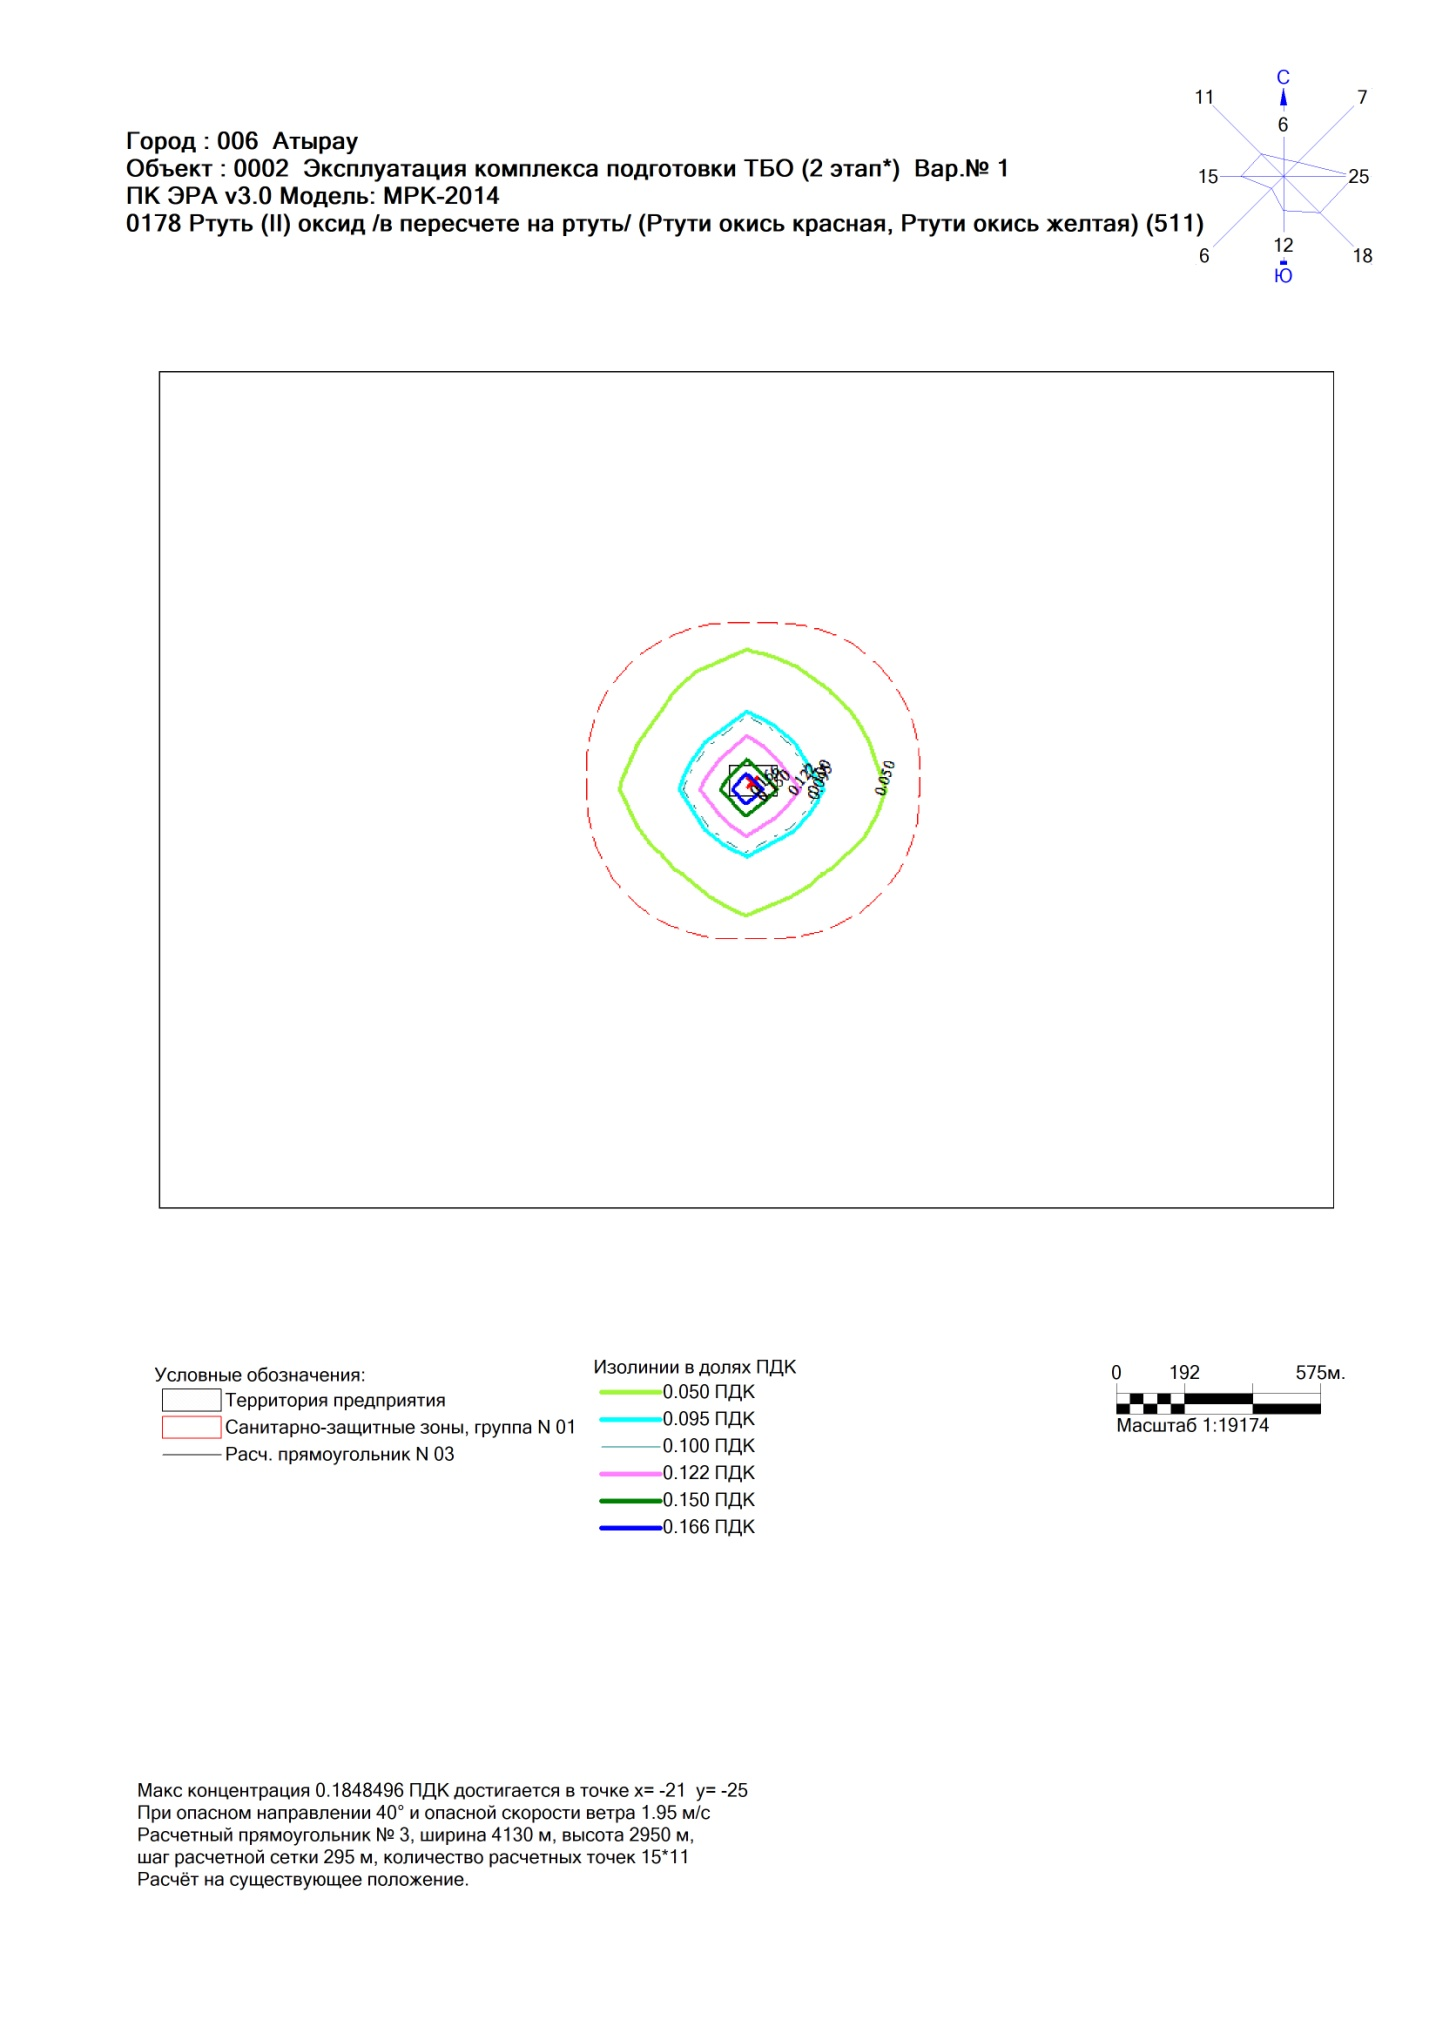 С
11
7
6
15
25
6
12
18
Ю
Город : 006 Атырау
Объект : 0002 Эксплуатация комплекса подготовки ТБО (2 этап*) Вар.№ 1
ПК ЭРА v3.0 Модель: МРК-2014
0178 Ртуть (II) оксид /в пересчете на ртуть/ (Ртути окись красная, Ртути окись желтая) (511)
0.050
Условные обозначения:
Территория предприятия
Санитарно-защитные зоны, группа N 01
Расч. прямоугольник N 03
Изолинии в долях ПДК
0.050 ПДК
0.095 ПДК
0.100 ПДК
0.122 ПДК
0.150 ПДК
0.166 ПДК
0 192 575м.
Масштаб 1:19174
Макс концентрация 0.1848496 ПДК достигается в точке x= -21 y= -25
При опасном направлении 40° и опасной скорости ветра 1.95 м/с
Расчетный прямоугольник № 3, ширина 4130 м, высота 2950 м,
шаг расчетной сетки 295 м, количество расчетных точек 15*11
Расчёт на существующее положение.